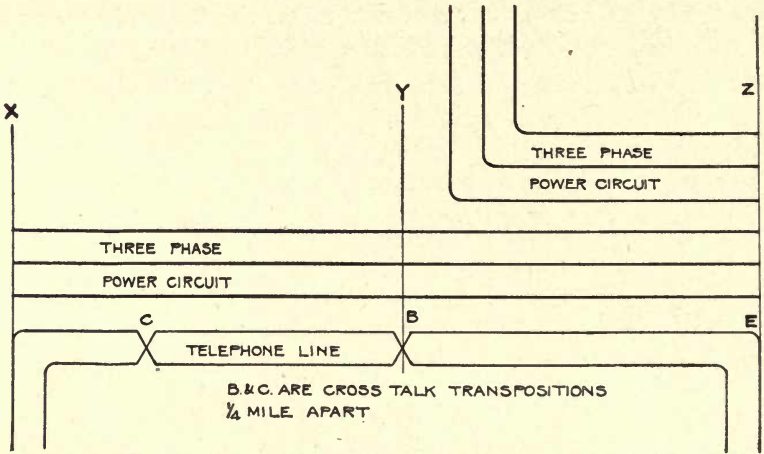 X
Y
Z
THREE PHASE
POWER CIRCUIT
THREE PHASE
POWER CIRCUIT
C
B
E
TELEPHONE LINE
B.& C. ARE CROSS TALK TRANSPOSITIONS
¼ MILE APART